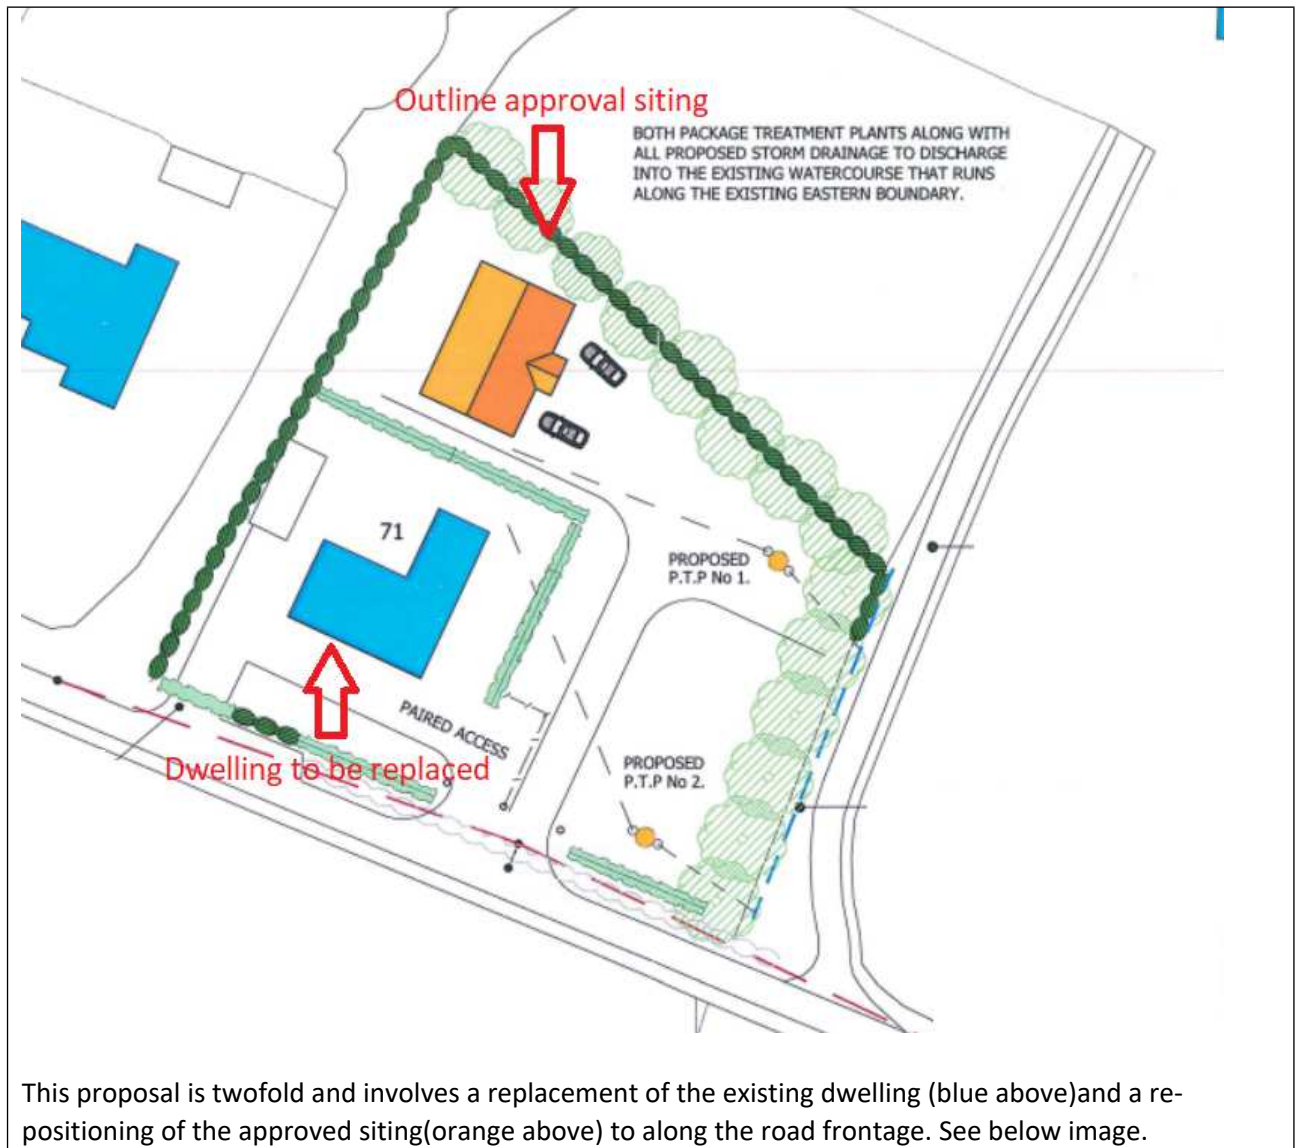 Outline approval siting
BOTH PACKAGE TREATMENT PLANTS ALONG WITH
ALL PROPOSED STORM DRAINAGE TO DISCHARGE
INTO THE EXISTING WATERCOURSE THAT RUNS
ALONG THE EXISTING EASTERN BOUNDARY.
71
PROPOSED
P.T.P No 1.
PAIRED ACCESS
Dwelling to be replaced
PROPOSED
P.T.P No 2.
This proposal is twofold and involves a replacement of the existing dwelling (blue above)and a re-
positioning of the approved siting(orange above) to along the road frontage. See below image.